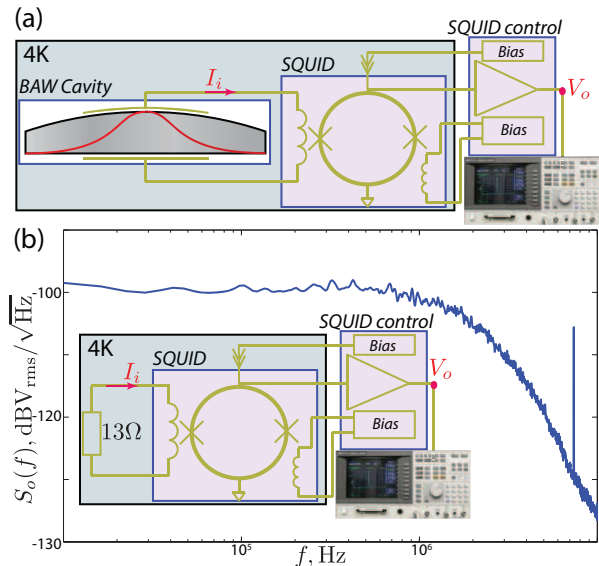 (a)
SQUID control
4K
SQUID
Bias
BAW Cavity
I_i
V_o
Bias
(b)
S_o(f), dBV_rms/√Hz
-100
-120
-130
SQUID control
4K
SQUID
Bias
I_i
V_o
13Ω
Bias
10^5
10^6
f, Hz